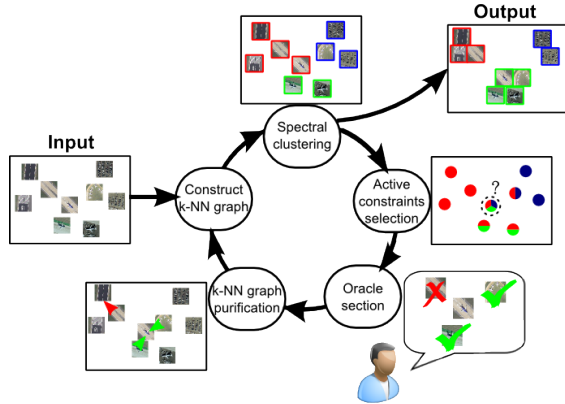 Output
Input
Spectral
clustering
Construct
k-NN graph
Active
constraints
selection
?
k-NN graph
purification
Oracle
section